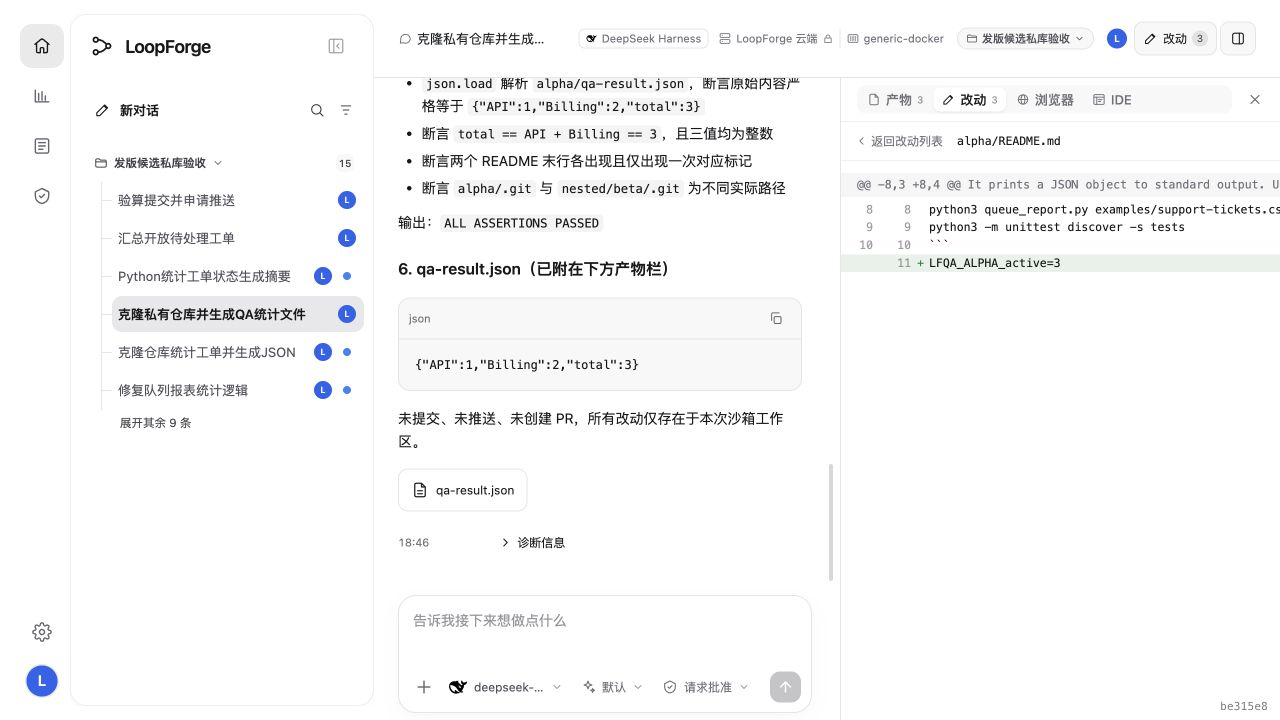 LoopForge
新对话
发版候选私库验收
15
验算提交并申请推送
L
汇总开放待处理工单
L
Python统计工单状态生成摘要
L
克隆私有仓库并生成QA统计文件
L
克隆仓库统计工单并生成JSON
L
修复队列报表统计逻辑
L
展开其余 9 条
L
克隆私有仓库并生成...
DeepSeek Harness
LoopForge 云端
generic-docker
发版候选私库验收
L
改动 3
json.load 解析 alpha/qa-result.json，断言原始内容严
格等于 {"API":1,"Billing":2,"total":3}
断言 total == API + Billing == 3，且三值均为整数
断言两个 README 末行各出现且仅出现一次对应标记
断言 alpha/.git 与 nested/beta/.git 为不同实际路径
输出： ALL ASSERTIONS PASSED
6. qa-result.json（已附在下方产物栏）
json
{"API":1,"Billing":2,"total":3}
未提交、未推送、未创建 PR，所有改动仅存在于本次沙箱工作
区。
qa-result.json
18:46
诊断信息
告诉我接下来想做点什么
deepseek-...
默认
请求批准
产物 3
改动 3
浏览器
IDE
返回改动列表
alpha/README.md
@@ -8,3 +8,4 @@ It prints a JSON object to standard output. U
8 8 python3 queue_report.py examples/support-tickets.cs
9 9 python3 -m unittest discover -s tests
10 10 ```
11 + LFQA_ALPHA_active=3
be315e8